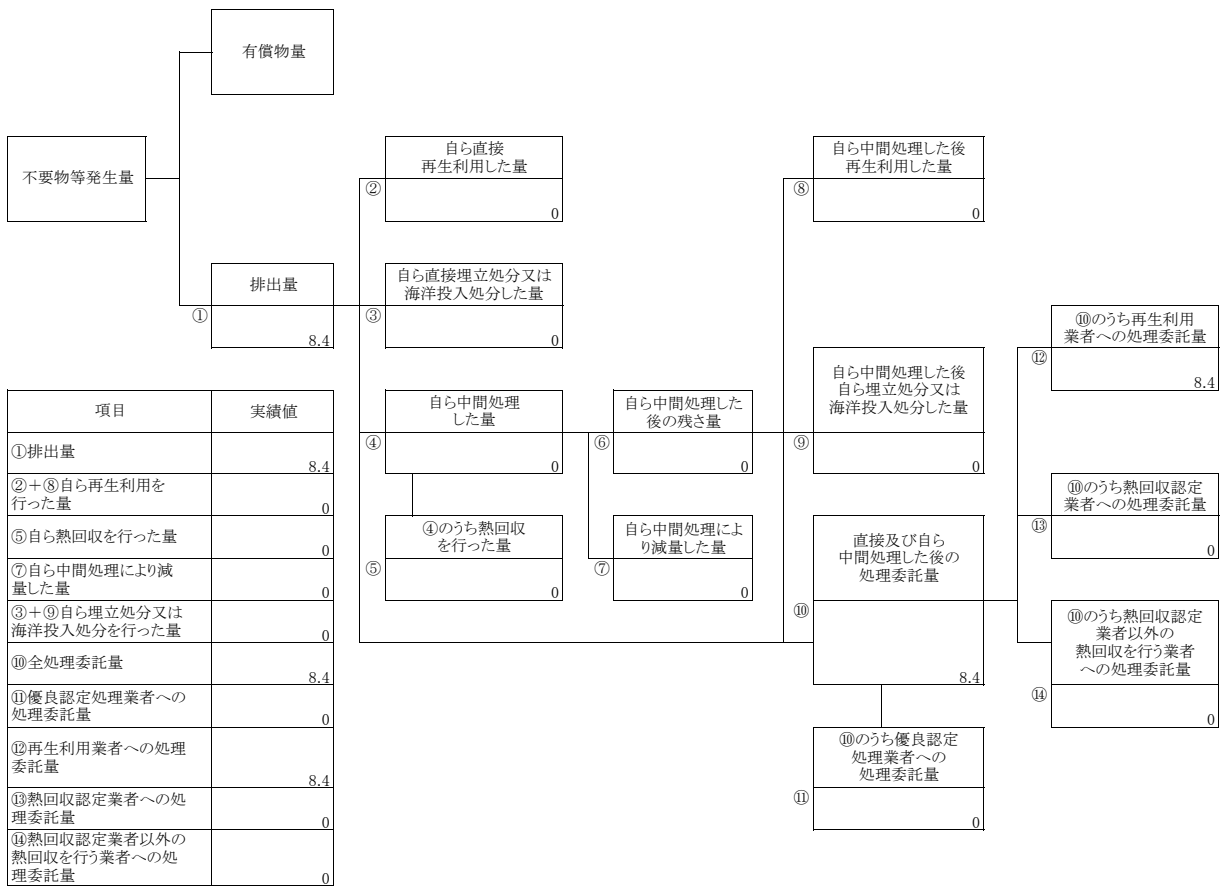 有償物量
不要物等発生量
排出量
①
8.4
自ら直接
再生利用した量
②
0
自ら直接埋立処分又は
海洋投入処分した量
③
0
自ら中間処理
した量
④
0
④のうち熱回収
を行った量
⑤
0
自ら中間処理した
後の残さ量
⑥
0
自ら中間処理によ
り減量した量
⑦
0
自ら中間処理した後
再生利用した量
⑧
0
自ら中間処理した後
自ら埋立処分又は
海洋投入処分した量
⑨
0
直接及び自ら
中間処理した後の
処理委託量
⑩
8.4
⑩のうち優良認定
処理業者への
処理委託量
⑪
0
⑩のうち再生利用
業者への処理委託量
⑫
8.4
⑩のうち熱回収認定
業者への処理委託量
⑬
0
⑩のうち熱回収認定
業者以外の
熱回収を行う業者
への処理委託量
⑭
0
項目 実績値
①排出量 8.4
②+⑧自ら再生利用を
行った量 0
⑤自ら熱回収を行った量 0
⑦自ら中間処理により減
量した量 0
③+⑨自ら埋立処分又は
海洋投入処分を行った量 0
⑩全処理委託量 8.4
⑪優良認定処理業者への
処理委託量 0
⑫再生利用業者への処理
委託量 8.4
⑬熱回収認定業者への処
理委託量 0
⑭熱回収認定業者以外の
熱回収を行う業者への処
理委託量 0